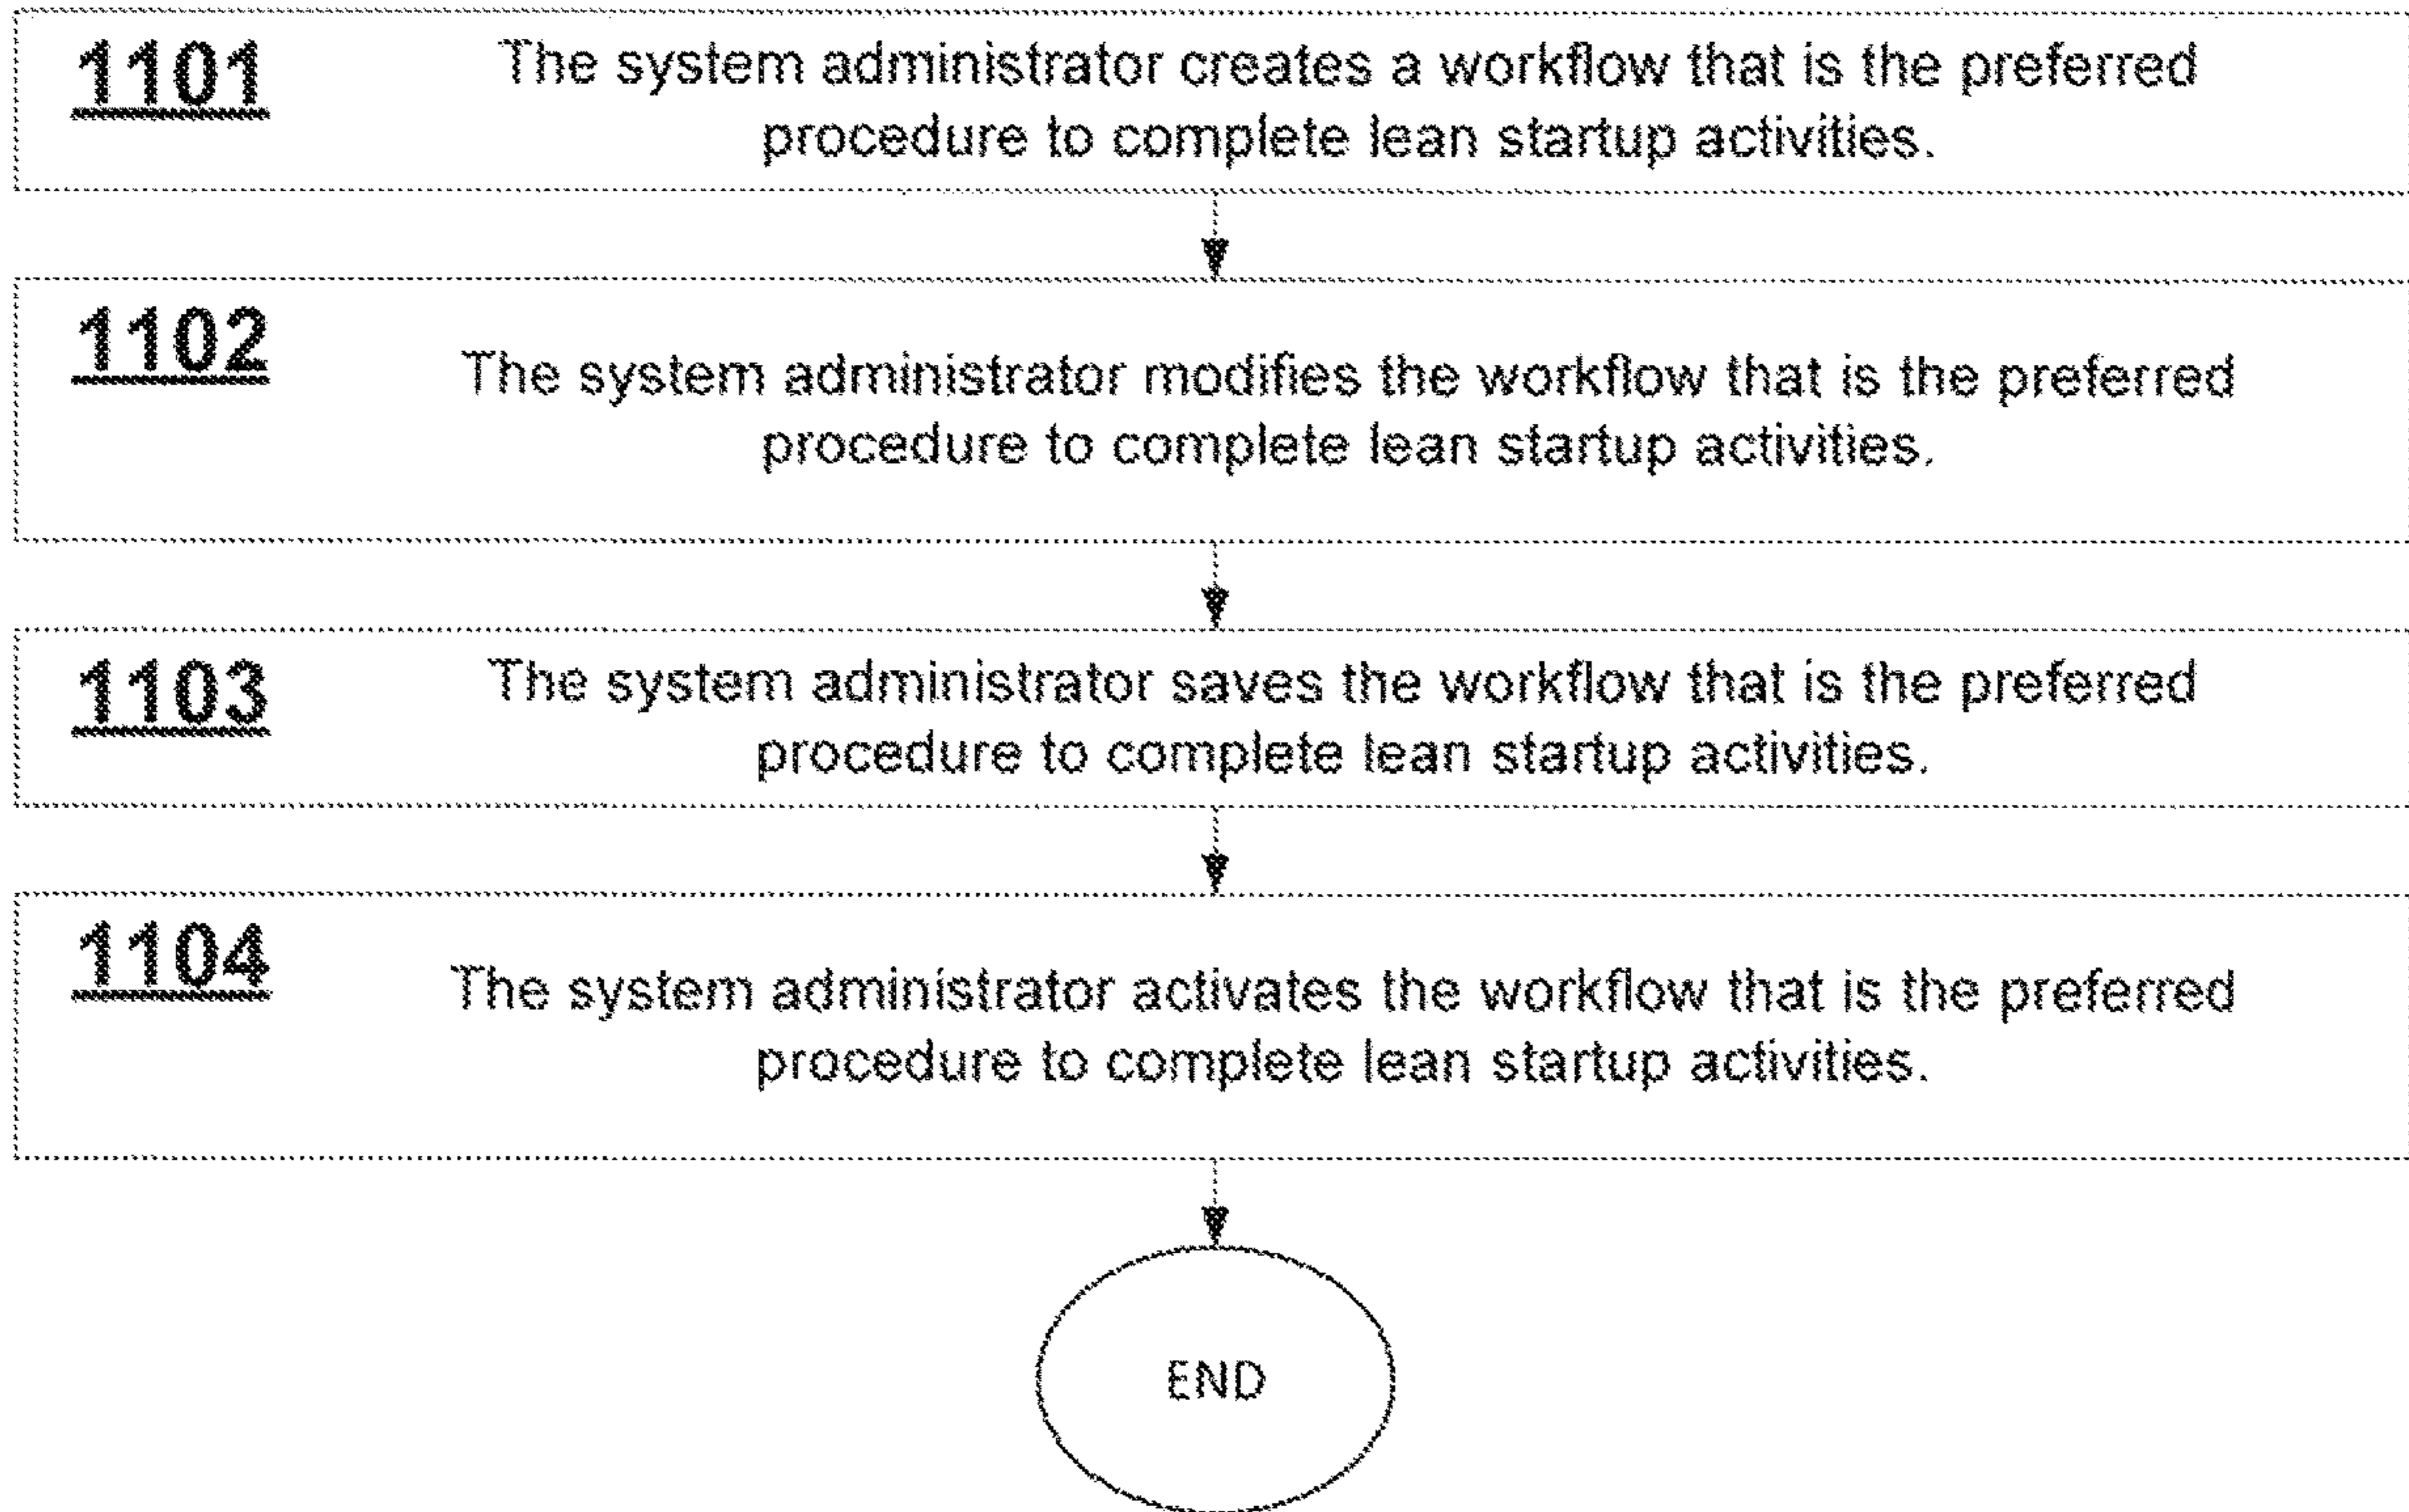 1101
The system administrator creates a workflow that is the preferred
procedure to complete lean startup activities.
1102
The system administrator modifies the workflow that is the preferred
procedure to complete lean startup activities.
1103
The system administrator saves the workflow that is the preferred
procedure to complete lean startup activities.
1104
The system administrator activates the workflow that is the preferred
procedure to complete lean startup activities.
END